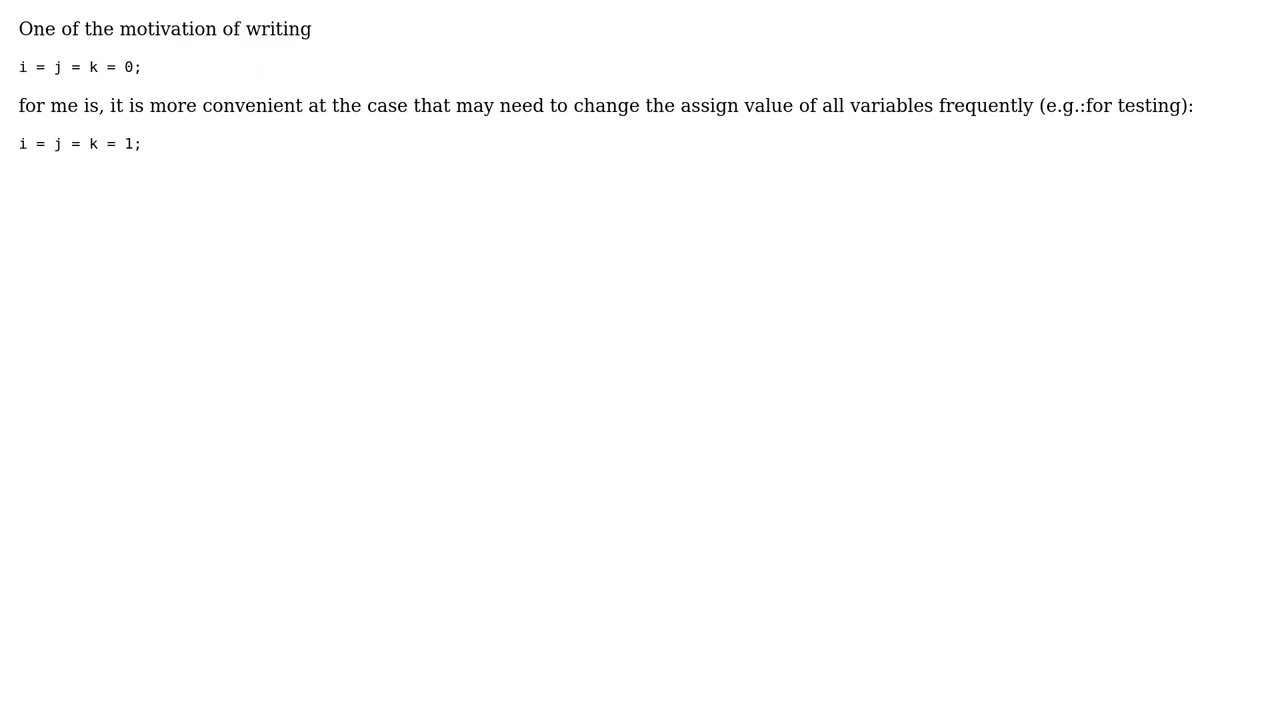 One of the motivation of writing
i = j = k = 0;
for me is, it is more convenient at the case that may need to change the assign value of all variables frequently (e.g.:for testing):
i = j = k = 1;